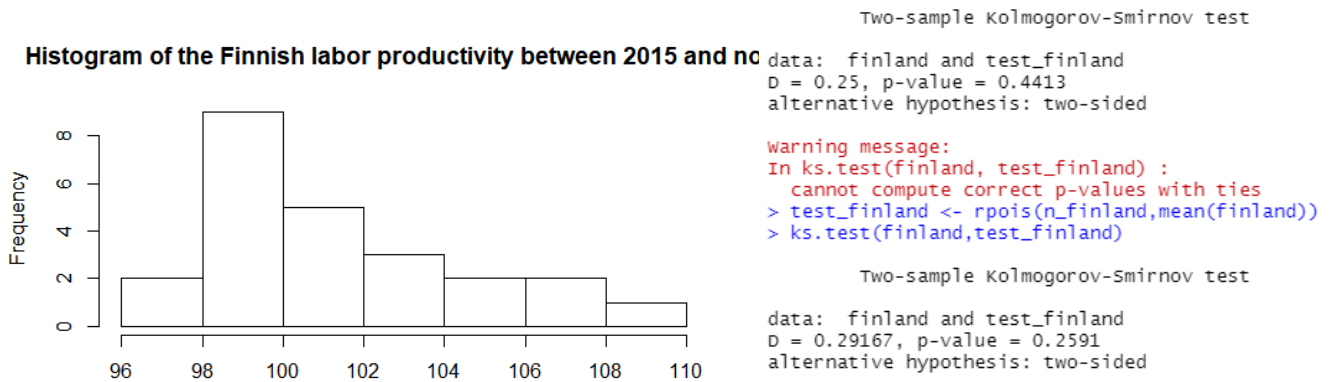 Histogram of the Finnish labor productivity between 2015 and no
Frequency
8
6
4
2
0
96 98 100 102 104 106 108 110
Two-sample Kolmogorov-Smirnov test
data: finland and test_finland
D = 0.25, p-value = 0.4413
alternative hypothesis: two-sided
Warning message:
In ks.test(finland, test_finland) :
cannot compute correct p-values with ties
> test_finland <- rpois(n_finland,mean(finland))
> ks.test(finland,test_finland)
Two-sample Kolmogorov-Smirnov test
data: finland and test_finland
D = 0.29167, p-value = 0.2591
alternative hypothesis: two-sided